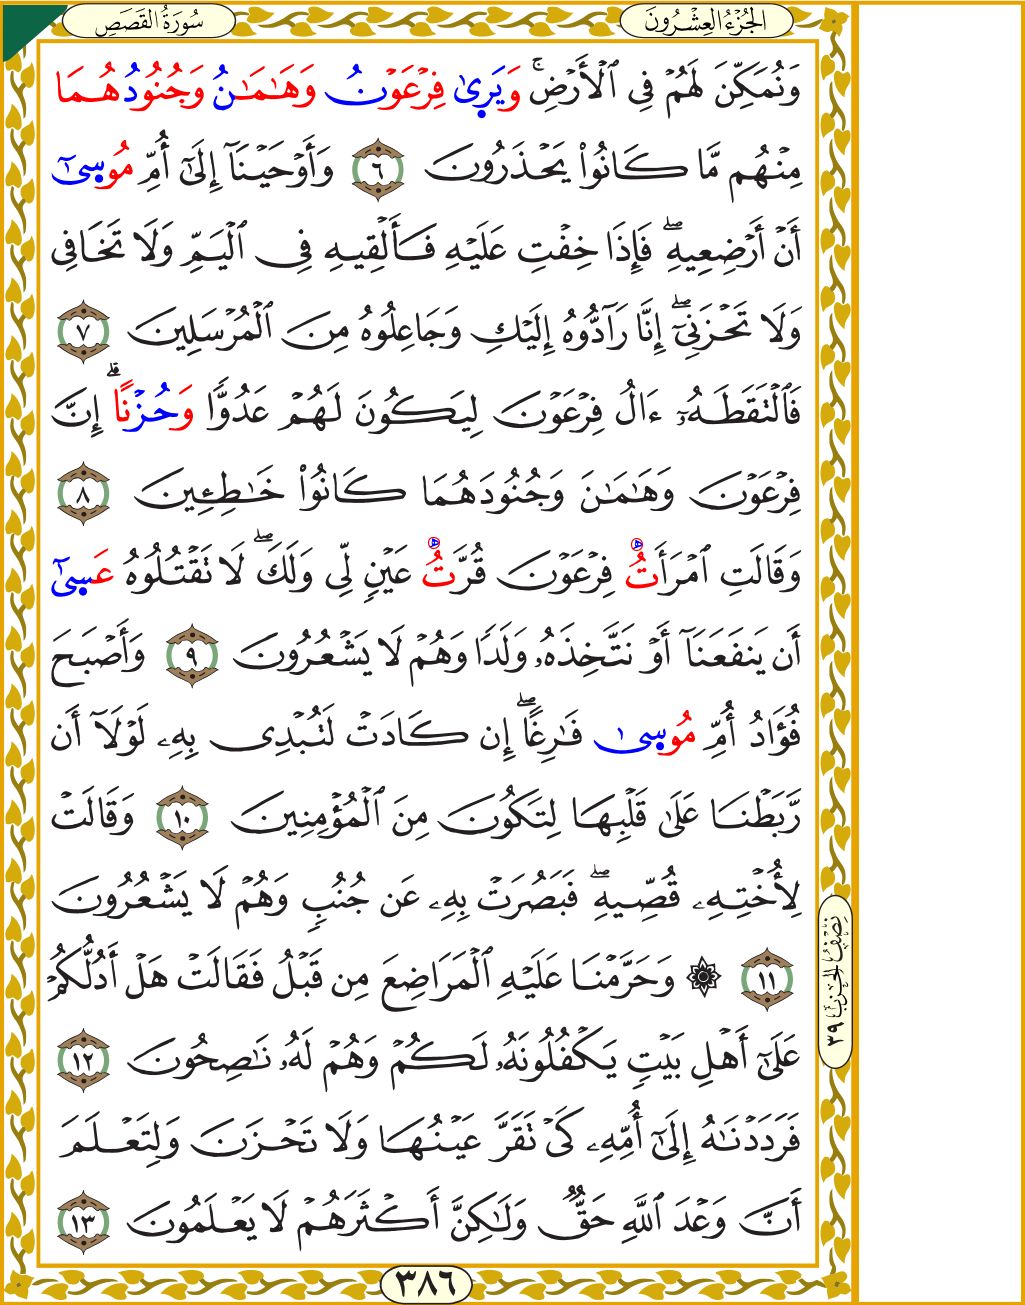 الجُزْءُ العِشْرُونَ
سُورَةُ القَصَصِ
وَنُمَكِّنَ لَهُمْ فِي ٱلْأَرْضِۚ وَيَرِىٰ فِرْعَوْنُ وَهَٰمَٰنُ وَجُنُودُهُمَا
مِنْهُم مَّا كَانُوا۟ يَحْذَرُونَ ٦ وَأَوْحَيْنَآ إِلَىٰٓ أُمِّ مُوسِىٰٓ
أَنْ أَرْضِعِيهِۖ فَإِذَا خِفْتِ عَلَيْهِ فَأَلْقِيهِ فِي ٱلْيَمِّ وَلَا تَخَافِي
وَلَا تَحْزَنِيٓۖ إِنَّا رَآدُّوهُ إِلَيْكِ وَجَاعِلُوهُ مِنَ ٱلْمُرْسَلِينَ ٧
فَٱلْتَقَطَهُۥٓ ءَالُ فِرْعَوْنَ لِيَكُونَ لَهُمْ عَدُوًّا وَحُزْنًاۗ إِنَّ
فِرْعَوْنَ وَهَٰمَٰنَ وَجُنُودَهُمَا كَانُوا۟ خَٰطِـِٔينَ ٨
وَقَالَتِ ٱمْرَأَتُ فِرْعَوْنَ قُرَّتُ عَيْنٍ لِّي وَلَكَۖ لَا تَقْتُلُوهُ عَسِىٰٓ
أَن يَنفَعَنَآ أَوْ نَتَّخِذَهُۥ وَلَدًا وَهُمْ لَا يَشْعُرُونَ ٩ وَأَصْبَحَ
فُؤَادُ أُمِّ مُوسِىٰ فَٰرِغًاۖ إِن كَادَتْ لَتُبْدِي بِهِۦ لَوْلَآ أَن
رَّبَطْنَا عَلَىٰ قَلْبِهَا لِتَكُونَ مِنَ ٱلْمُؤْمِنِينَ ١٠ وَقَالَتْ
لِأُخْتِهِۦ قُصِّيهِۖ فَبَصُرَتْ بِهِۦ عَن جُنُبٍ وَهُمْ لَا يَشْعُرُونَ
١١ ۞ وَحَرَّمْنَا عَلَيْهِ ٱلْمَرَاضِعَ مِن قَبْلُ فَقَالَتْ هَلْ أَدُلُّكُمْ
عَلَىٰٓ أَهْلِ بَيْتٍ يَكْفُلُونَهُۥ لَكُمْ وَهُمْ لَهُۥ نَٰصِحُونَ ١٢
فَرَدَدْنَٰهُ إِلَىٰٓ أُمِّهِۦ كَيْ تَقَرَّ عَيْنُهَا وَلَا تَحْزَنَ وَلِتَعْلَمَ
أَنَّ وَعْدَ ٱللَّهِ حَقٌّ وَلَٰكِنَّ أَكْثَرَهُمْ لَا يَعْلَمُونَ ١٣
نِصْفُ الحِزْبِ ٣٩
٣٨٦